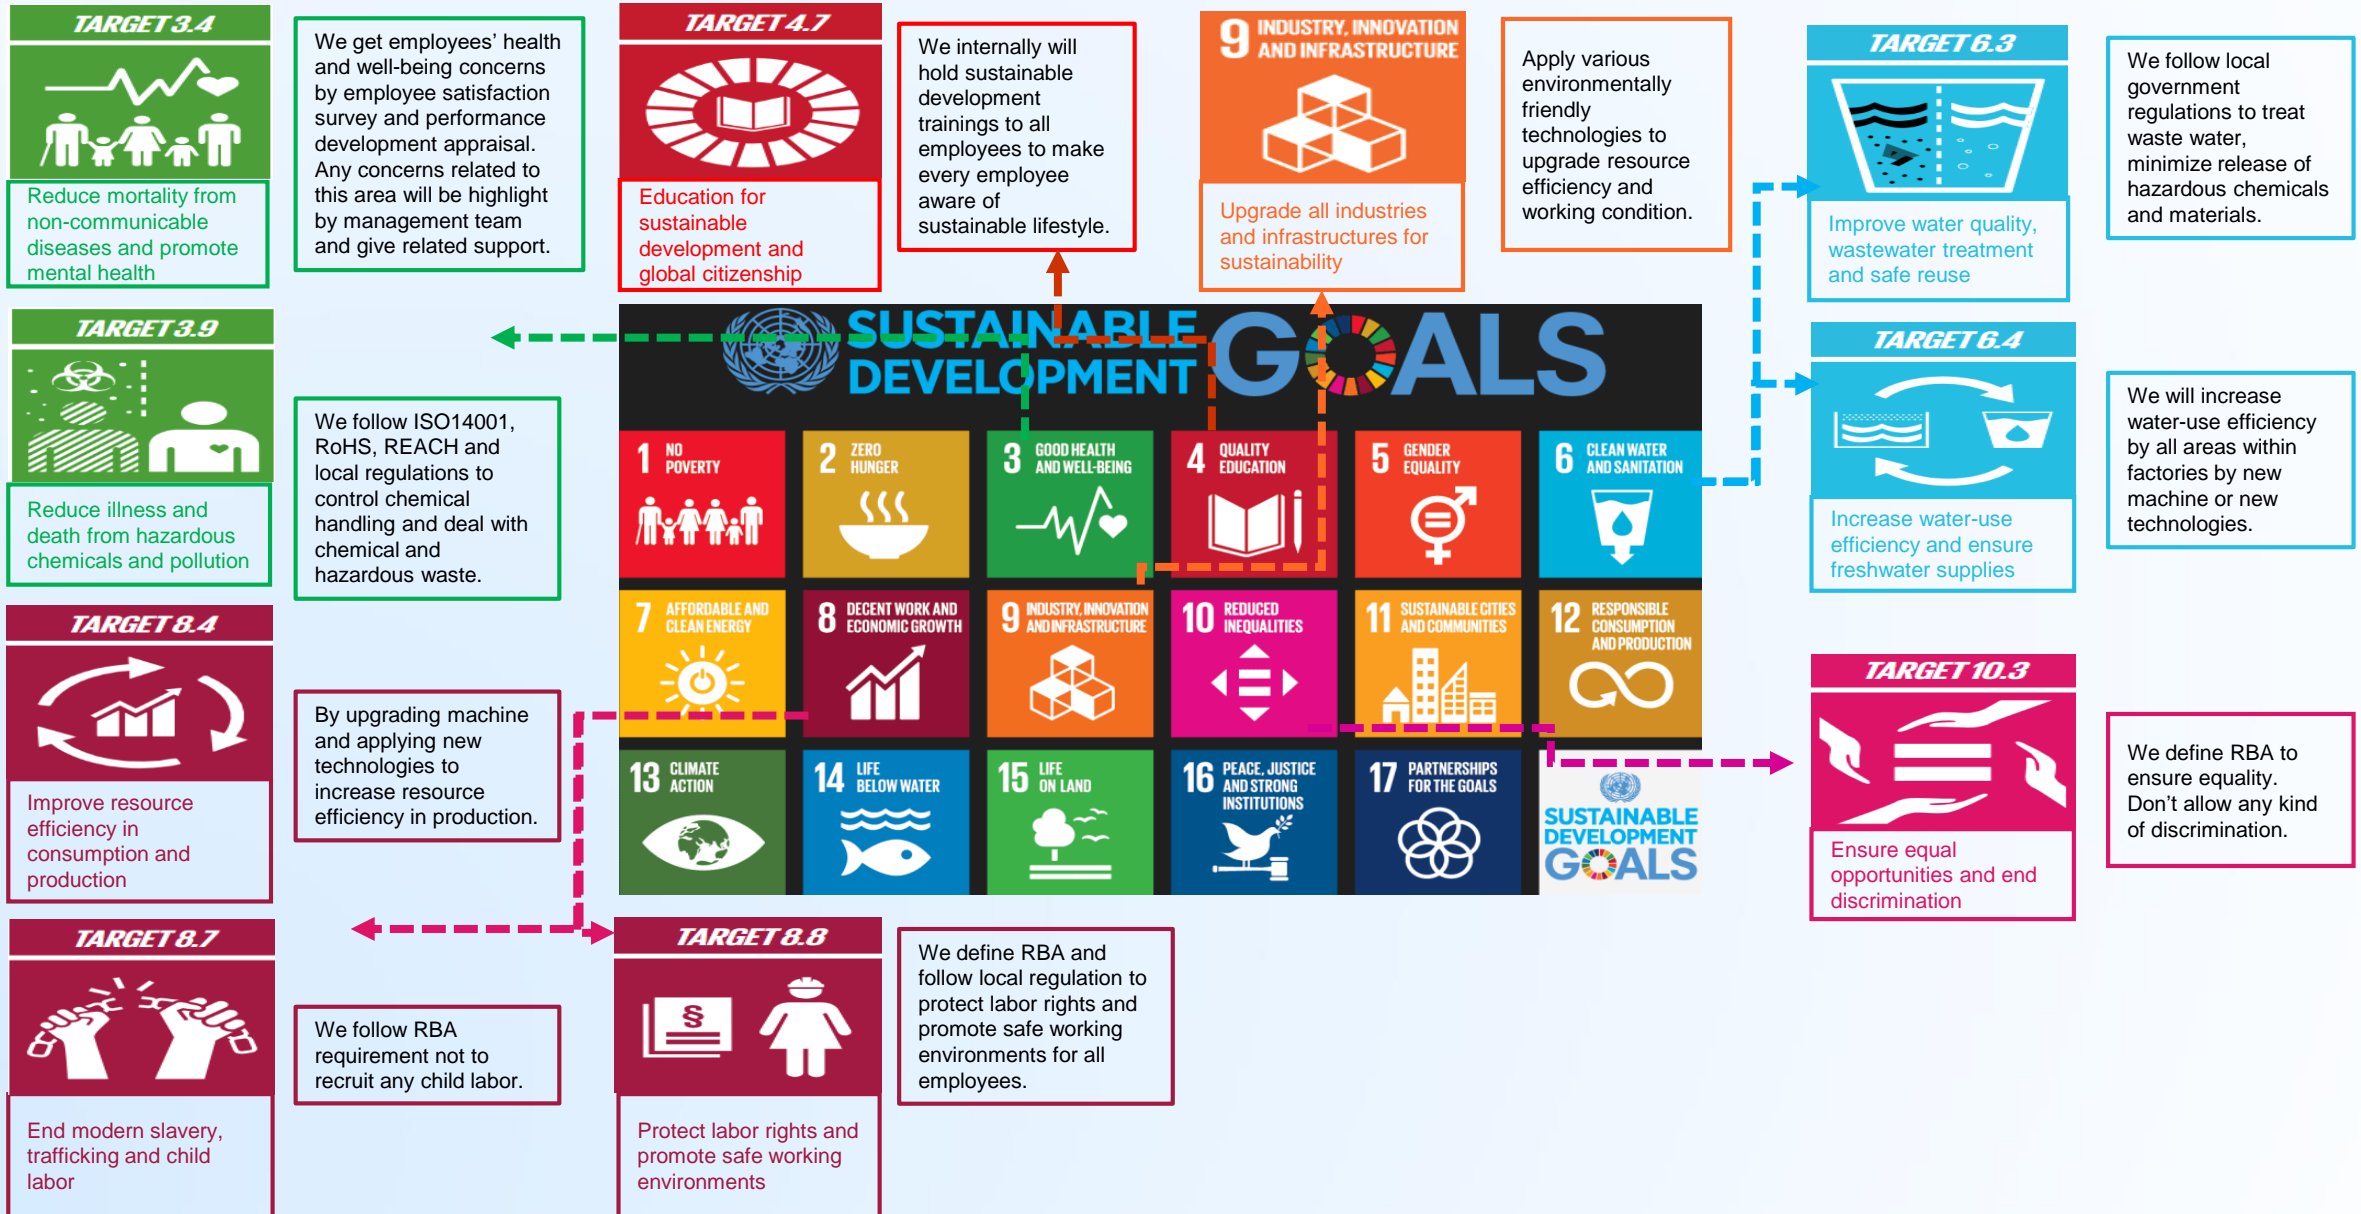 TARGET 3.4
Reduce mortality from
non-communicable
diseases and promote
mental health
We get employees’ health
and well-being concerns
by employee satisfaction
survey and performance
development appraisal.
Any concerns related to
this area will be highlight
by management team
and give related support.
TARGET 4.7
Education for
sustainable
development and
global citizenship
We internally will
hold sustainable
development
trainings to all
employees to make
every employee
aware of
sustainable lifestyle.
9 INDUSTRY, INNOVATION
AND INFRASTRUCTURE
Upgrade all industries
and infrastructures for
sustainability
Apply various
environmentally
friendly
technologies to
upgrade resource
efficiency and
working condition.
TARGET 6.3
Improve water quality,
wastewater treatment
and safe reuse
We follow local
government
regulations to treat
waste water,
minimize release of
hazardous chemicals
and materials.
TARGET 3.9
Reduce illness and
death from hazardous
chemicals and pollution
We follow ISO14001,
RoHS, REACH and
local regulations to
control chemical
handling and deal with
chemical and
hazardous waste.
SUSTAINABLE
DEVELOPMENT
GOALS
1 NO
POVERTY
2 ZERO
HUNGER
3 GOOD HEALTH
AND WELL-BEING
4 QUALITY
EDUCATION
5 GENDER
EQUALITY
6 CLEAN WATER
AND SANITATION
7 AFFORDABLE AND
CLEAN ENERGY
8 DECENT WORK AND
ECONOMIC GROWTH
9 INDUSTRY, INNOVATION
AND INFRASTRUCTURE
10 REDUCED
INEQUALITIES
11 SUSTAINABLE CITIES
AND COMMUNITIES
12 RESPONSIBLE
CONSUMPTION
AND PRODUCTION
13 CLIMATE
ACTION
14 LIFE
BELOW WATER
15 LIFE
ON LAND
16 PEACE, JUSTICE
AND STRONG
INSTITUTIONS
17 PARTNERSHIPS
FOR THE GOALS
SUSTAINABLE
DEVELOPMENT
GOALS
TARGET 6.4
Increase water-use
efficiency and ensure
freshwater supplies
We will increase
water-use efficiency
by all areas within
factories by new
machine or new
technologies.
TARGET 8.4
Improve resource
efficiency in
consumption and
production
By upgrading machine
and applying new
technologies to
increase resource
efficiency in production.
TARGET 10.3
Ensure equal
opportunities and end
discrimination
We define RBA to
ensure equality.
Don’t allow any kind
of discrimination.
TARGET 8.7
End modern slavery,
trafficking and child
labor
We follow RBA
requirement not to
recruit any child labor.
TARGET 8.8
§
Protect labor rights and
promote safe working
environments
We define RBA and
follow local regulation to
protect labor rights and
promote safe working
environments for all
employees.